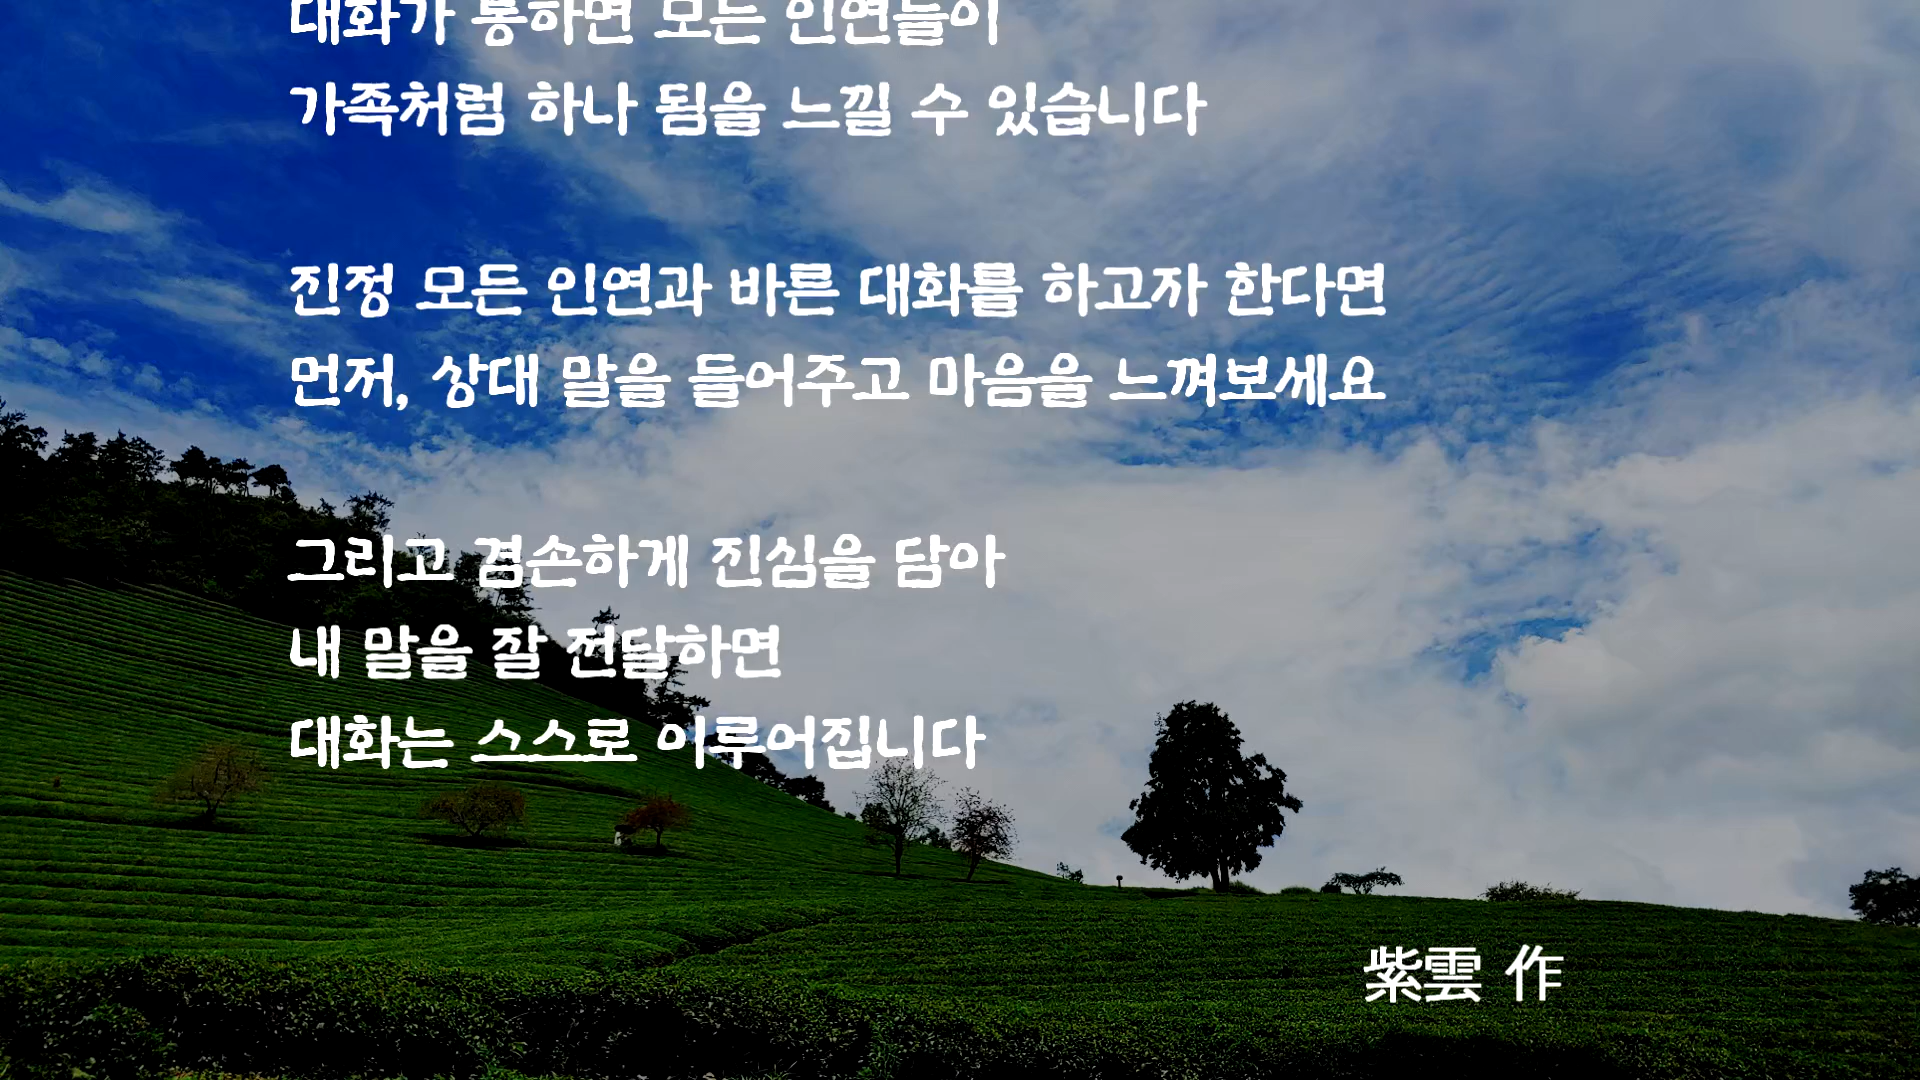 대화가 통하면 모든 인연들이
가족처럼 하나 됨을 느낄 수 있습니다
진정 모든 인연과 바른 대화를 하고자 한다면
먼저, 상대 말을 들어주고 마음을 느껴보세요
그리고 겸손하게 진심을 담아
내 말을 잘 전달하면
대화는 스스로 이루어집니다
紫雲 作